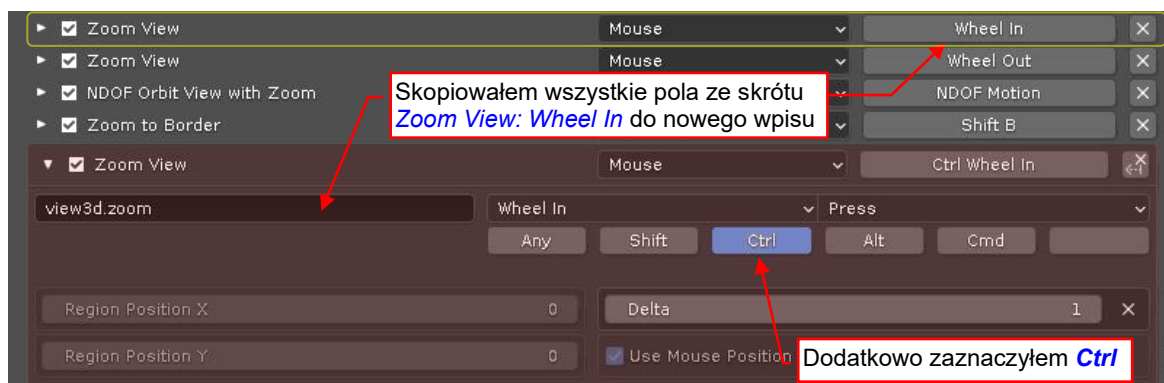 Zoom View Mouse Wheel In
Zoom View Mouse Wheel Out
NDOF Orbit View with Zoom NDOF Motion
Zoom to Border Shift B
Skopiowałem wszystkie pola ze skrótu
Zoom View: Wheel In do nowego wpisu
Zoom View Mouse Ctrl Wheel In
view3d.zoom Wheel In Press
Any Shift Ctrl Alt Cmd
Region Position X 0 Delta 1
Region Position Y 0 Use Mouse Position
Dodatkowo zaznaczyłem Ctrl